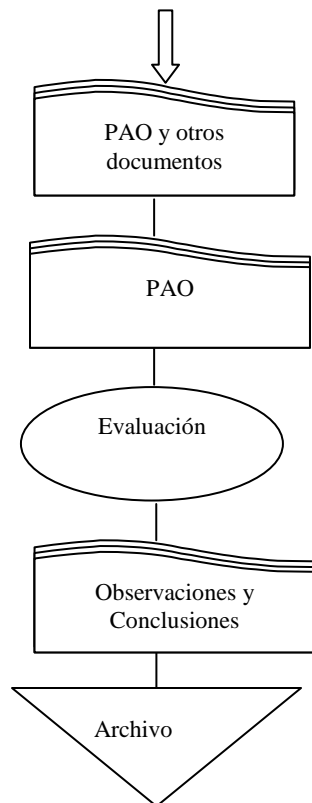 PAO y otros
documentos
PAO
Evaluación
Observaciones y
Conclusiones
Archivo